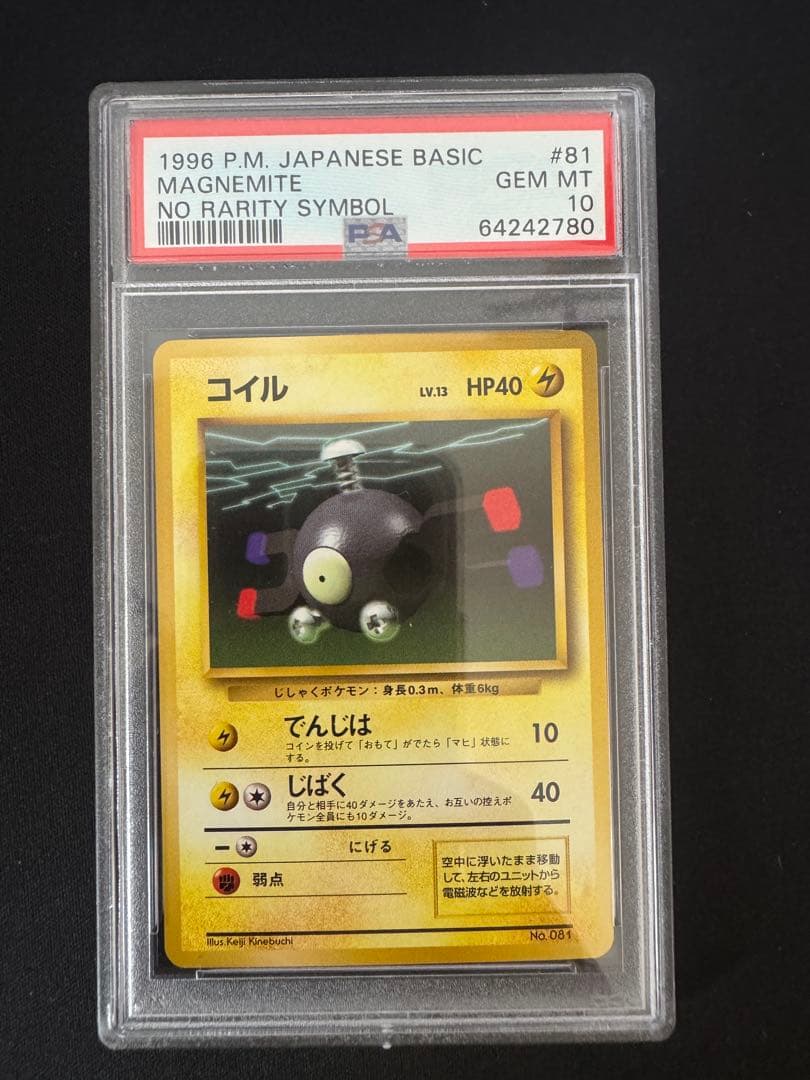 1996 P.M. JAPANESE BASIC #81
MAGNEMITE GEM MT
NO RARITY SYMBOL 10
PSA 64242780
コイル LV.13 HP40
じしゃくポケモン：身長0.3m、体重6kg
でんじは 10
コインを投げて「おもて」がでたら「マヒ」状態に
する。
じばく 40
自分と相手に40ダメージをあたえ、お互いの控えポ
ケモン全員にも10ダメージ。
にげる
弱点
空中に浮いたまま移動
して、左右のユニットから
電磁波などを放射する。
Illus.Keiji Kinebuchi No.081